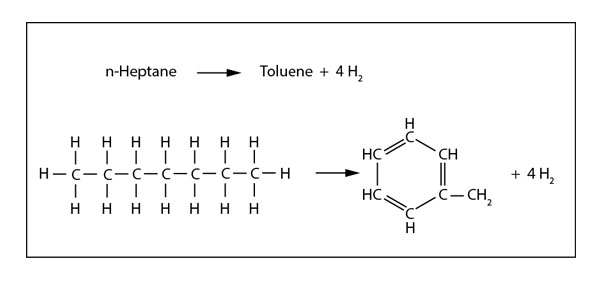 n-Heptane → Toluene + 4 H₂
H H H H H H H
H – C – C – C – C – C – C – C – H → + 4 H₂
H H H H H H H
H
C
HC CH
HC C – CH₂
C
H